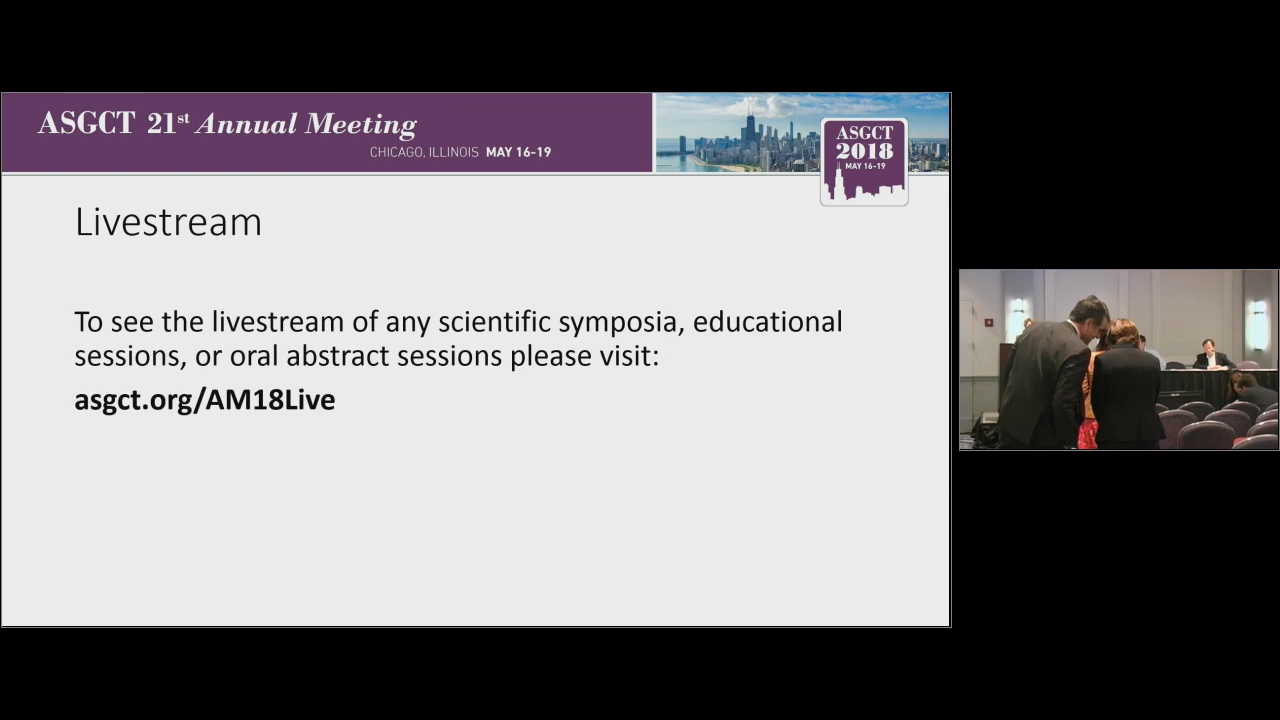 ASGCT 21st Annual Meeting
CHICAGO, ILLINOIS MAY 16-19
ASGCT
2018
MAY 16-19
Livestream
To see the livestream of any scientific symposia, educational
sessions, or oral abstract sessions please visit:
asgct.org/AM18Live